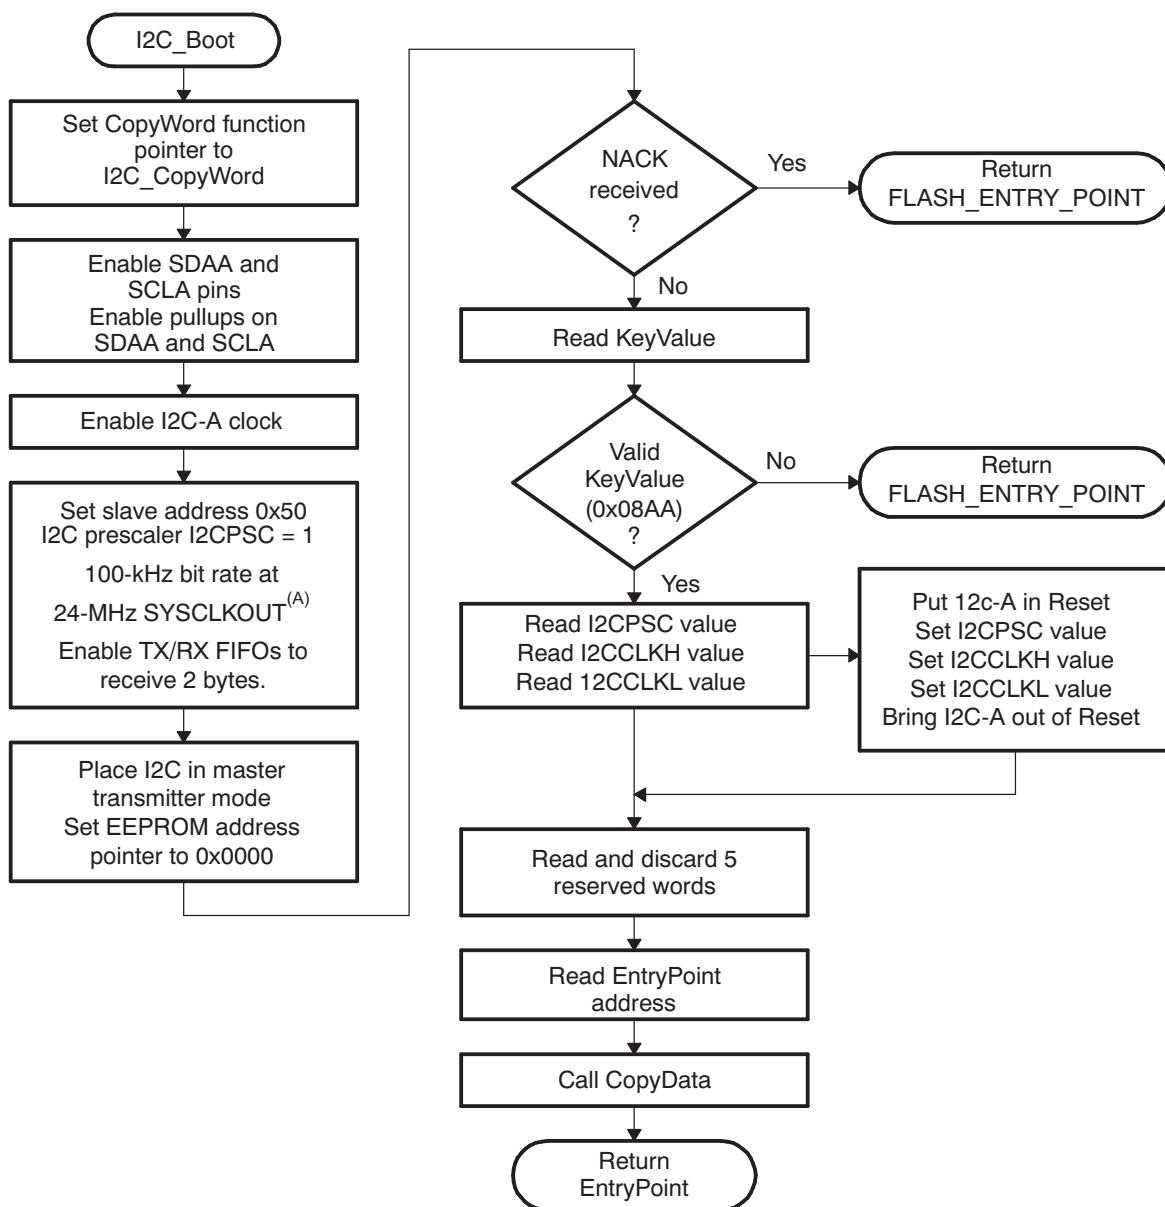 I2C_Boot
Set CopyWord function
pointer to
I2C_CopyWord
Enable SDAA and
SCLA pins
Enable pullups on
SDAA and SCLA
Enable I2C-A clock
Set slave address 0x50
I2C prescaler I2CPSC = 1
100-kHz bit rate at
24-MHz SYSCLKOUT(A)
Enable TX/RX FIFOs to
receive 2 bytes.
Place I2C in master
transmitter mode
Set EEPROM address
pointer to 0x0000
NACK
received
?
Yes
Return
FLASH_ENTRY_POINT
No
Read KeyValue
Valid
KeyValue
(0x08AA)
?
No
Return
FLASH_ENTRY_POINT
Yes
Read I2CPSC value
Read I2CCLKH value
Read 12CCLKL value
Put 12c-A in Reset
Set I2CPSC value
Set I2CCLKH value
Set I2CCLKL value
Bring I2C-A out of Reset
Read and discard 5
reserved words
Read EntryPoint
address
Call CopyData
Return
EntryPoint